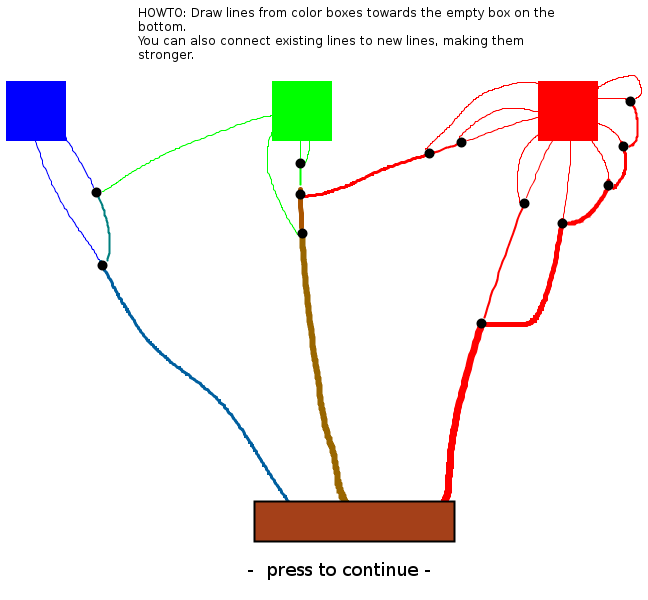 HOWTO: Draw lines from color boxes towards the empty box on the
bottom.
You can also connect existing lines to new lines, making them
stronger.
- press to continue -